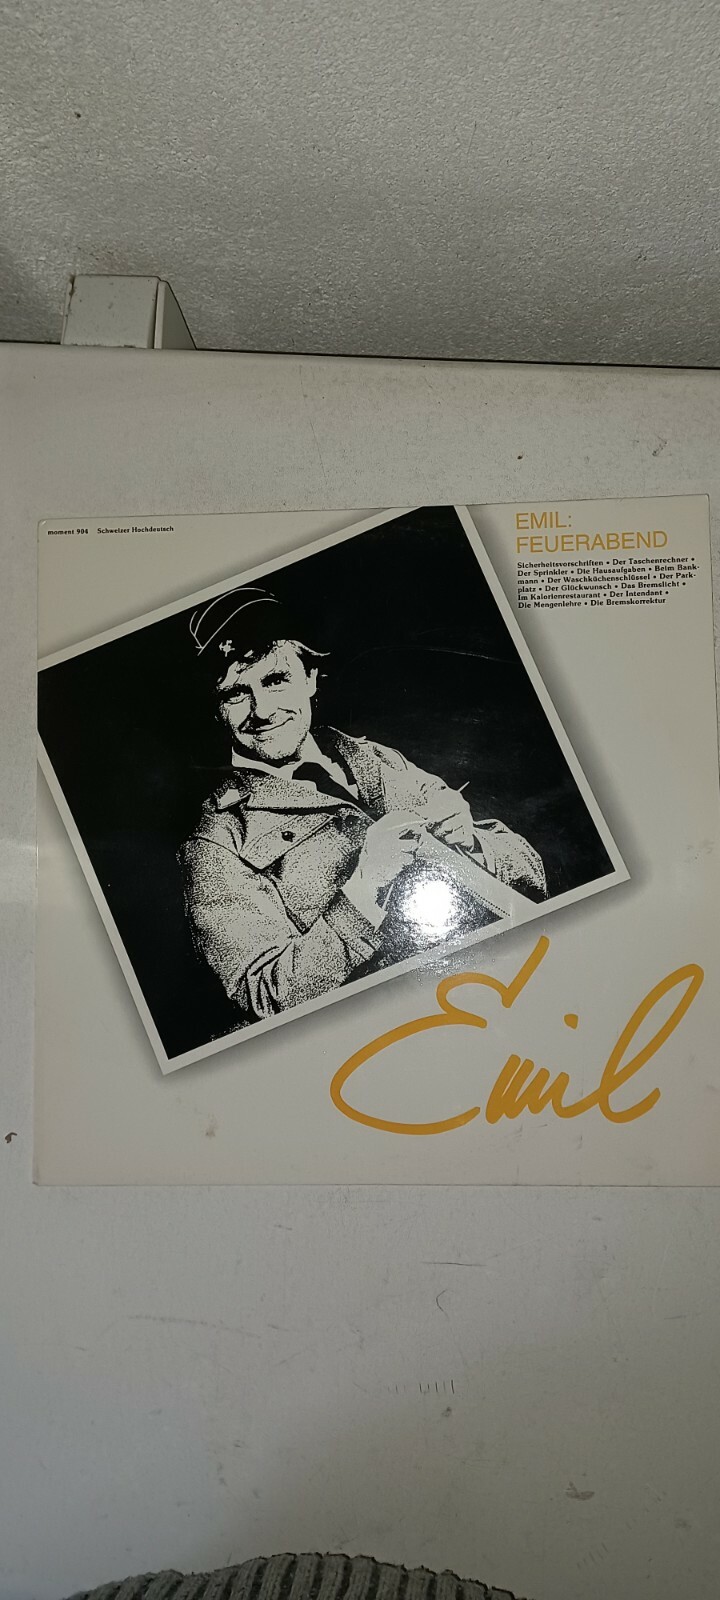 moment 904 Schweizer Hochdeutsch
EMIL:
FEUERABEND
Sicherheitsvorschriften • Der Taschenrechner •
Der Sprinkler • Die Hausaufgaben • Beim Bank-
mann • Der Waschküchenschlüssel • Der Park-
platz • Der Glückwunsch • Das Bremslicht •
Im Kalorienrestaurant • Der Intendant •
Die Mengenlehre • Die Bremskorrektur
Emil